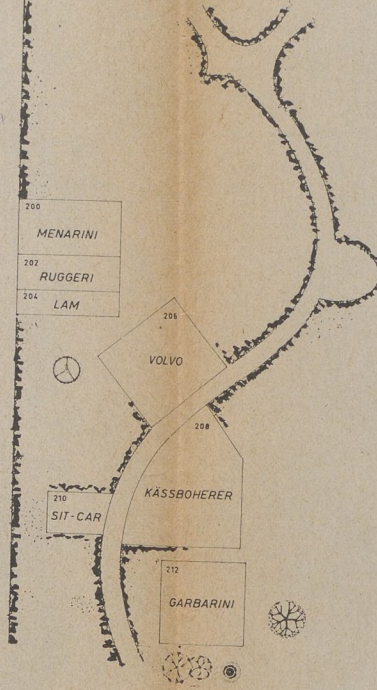 200
MENARINI
202
RUGGERI
204
LAM
206
VOLVO
208
KÄSSBOHERER
210
SIT-CAR
212
GARBARINI